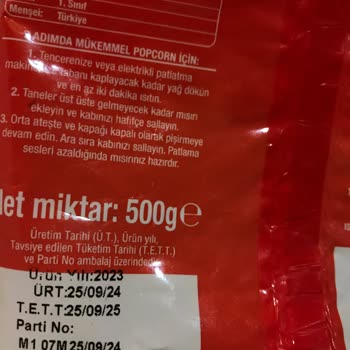 1. Sınıf
Menşei: Türkiye
ADIMDA MÜKEMMEL POPCORN İÇİN:
1. Tencerenize veya elektrikli patlatma
tabanı kaplayacak kadar yağ dökün
ve en az iki dakika ısıtın.
2. Taneler üst üste gelmeyecek kadar mısırı
ekleyin ve kabınızı hafifçe sallayın.
3. Orta ateşte ve kapağı kapalı olarak pişirmeye
devam edin. Ara sıra kabınızı sallayın. Patlama
sesleri azaldığında mısırınız hazırdır.
et miktar: 500g℮
Üretim Tarihi (Ü.T.), Ürün yılı,
Tavsiye edilen Tüketim Tarihi (T.E.T.T.)
ve Parti No ambalaj üzerinded
Ürün Yılı:2023
ÜRT:25/09/24
T.E.T.T:25/09/25
Parti No:
M1 07M25/09/24